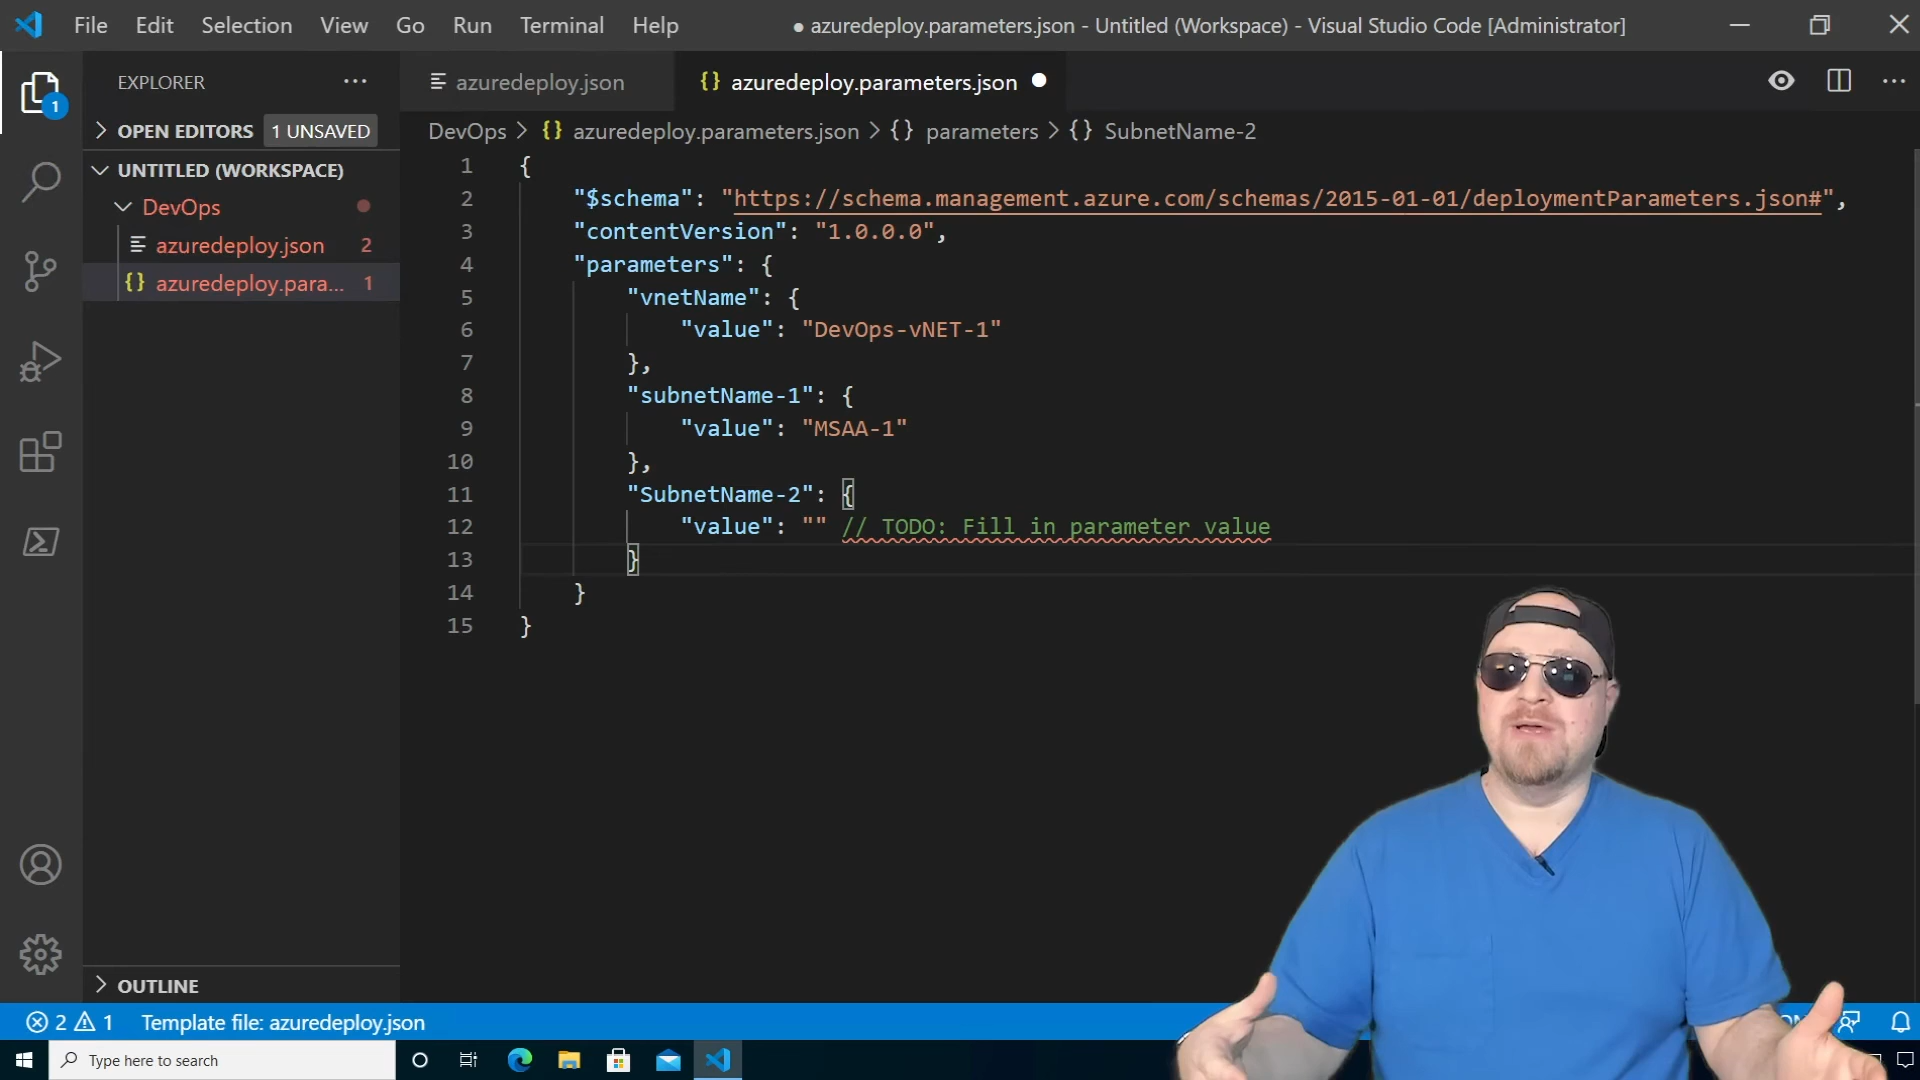 File Edit Selection View Go Run Terminal Help ● azuredeploy.parameters.json - Untitled (Workspace) - Visual Studio Code [Administrator]
EXPLORER ···
1
OPEN EDITORS 1 UNSAVED
UNTITLED (WORKSPACE)
DevOps
azuredeploy.json 2
{} azuredeploy.para... 1
OUTLINE
azuredeploy.json {} azuredeploy.parameters.json
DevOps > {} azuredeploy.parameters.json > {} parameters > {} SubnetName-2
1 {
2 "$schema": "https://schema.management.azure.com/schemas/2015-01-01/deploymentParameters.json#",
3 "contentVersion": "1.0.0.0",
4 "parameters": {
5 "vnetName": {
6 "value": "DevOps-vNET-1"
7 },
8 "subnetName-1": {
9 "value": "MSAA-1"
10 },
11 "SubnetName-2": {
12 "value": "" // TODO: Fill in parameter value
13 }
14 }
15 }
2 1 Template file: azuredeploy.json
Type here to search